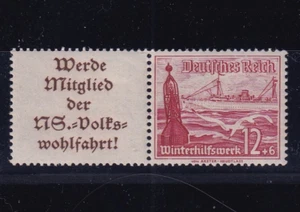 Werde
Mitglied
der
NS.=Volks=
wohlfahrt!
Deutsches Reich
Winterhilfswerk
12+6